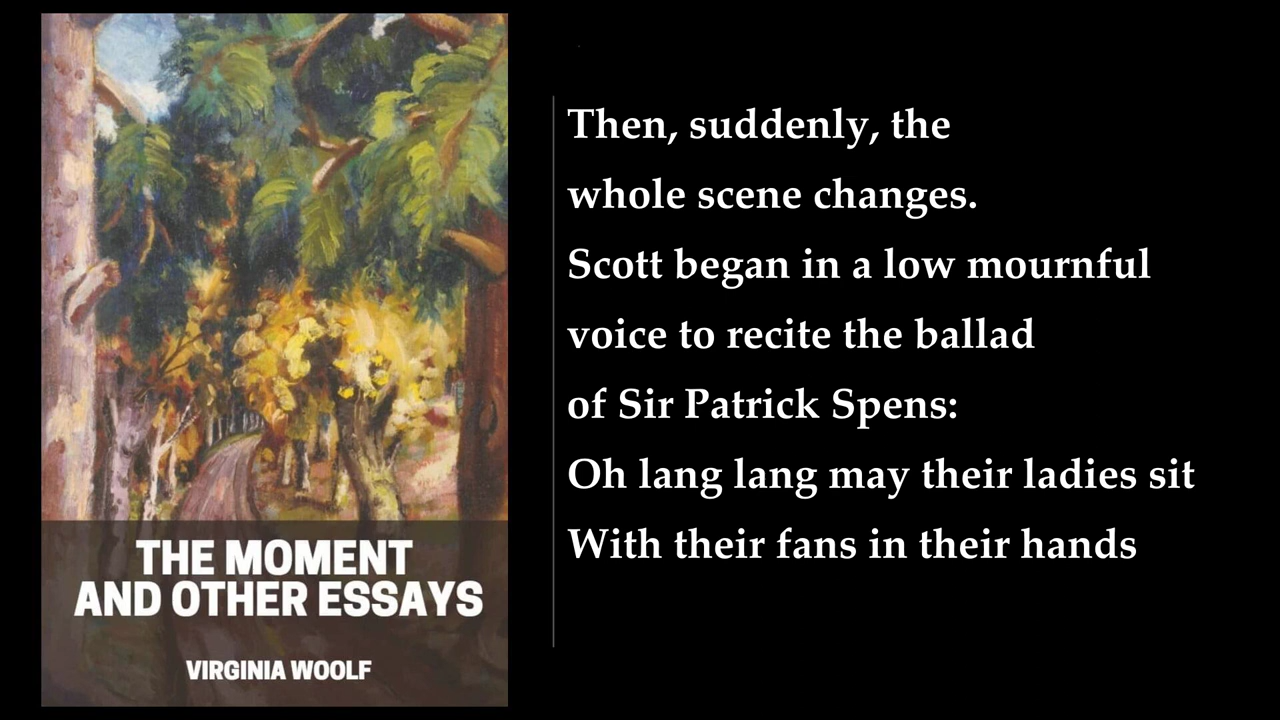 THE MOMENT
AND OTHER ESSAYS
VIRGINIA WOOLF
Then, suddenly, the
whole scene changes.
Scott began in a low mournful
voice to recite the ballad
of Sir Patrick Spens:
Oh lang lang may their ladies sit
With their fans in their hands